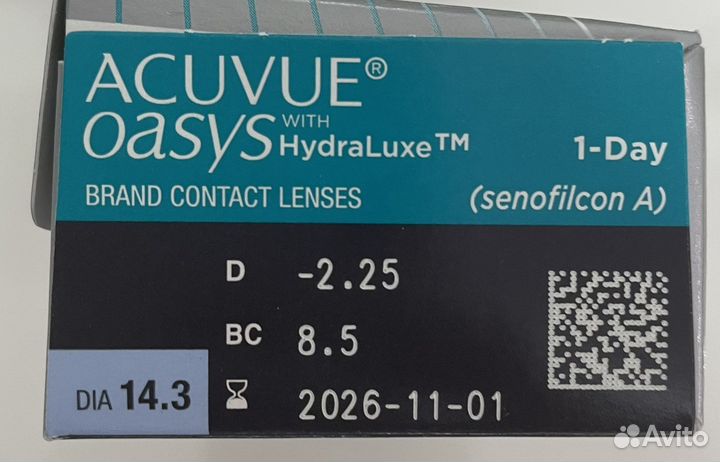 ACUVUE®
oasys WITH HydraLuxe™ 1-Day
BRAND CONTACT LENSES (senofilcon A)
D -2.25
BC 8.5
DIA 14.3
2026-11-01
Avito